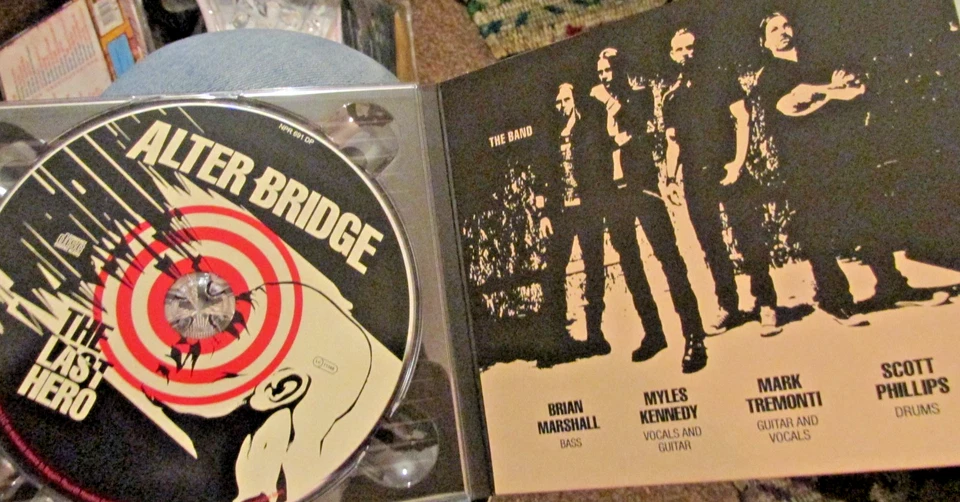 NPR 691 DP
ALTER BRIDGE
THE
LAST
HERO
THE BAND
BRIAN
MARSHALL
BASS
MYLES
KENNEDY
VOCALS AND
GUITAR
MARK
TREMONTI
GUITAR AND
VOCALS
SCOTT
PHILLIPS
DRUMS